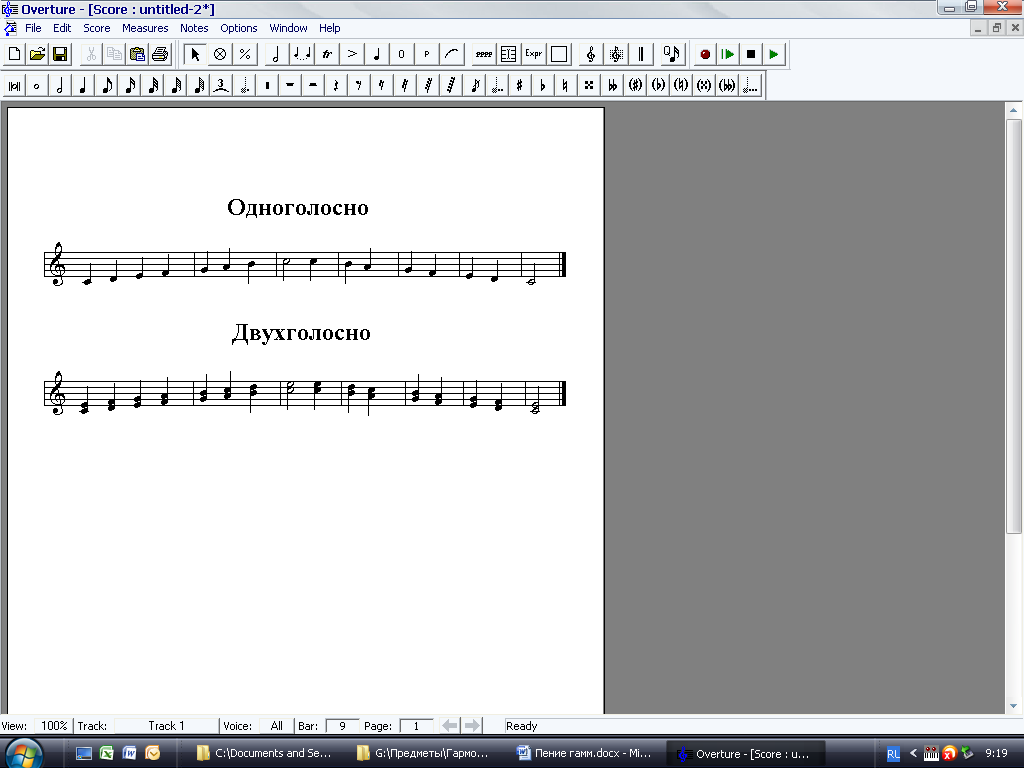 Overture - [Score : untitled-2*]
File Edit Score Measures Notes Options Window Help
Expr
Одноголосно
Двухголосно
View: 100% Track: Track 1 Voice: All Bar: 9 Page: 1 Ready
C:\Documents and Se... G:\Предметы\Гармо... Пение гамм.docx - Mi... Overture - [Score : u... RL 9:19